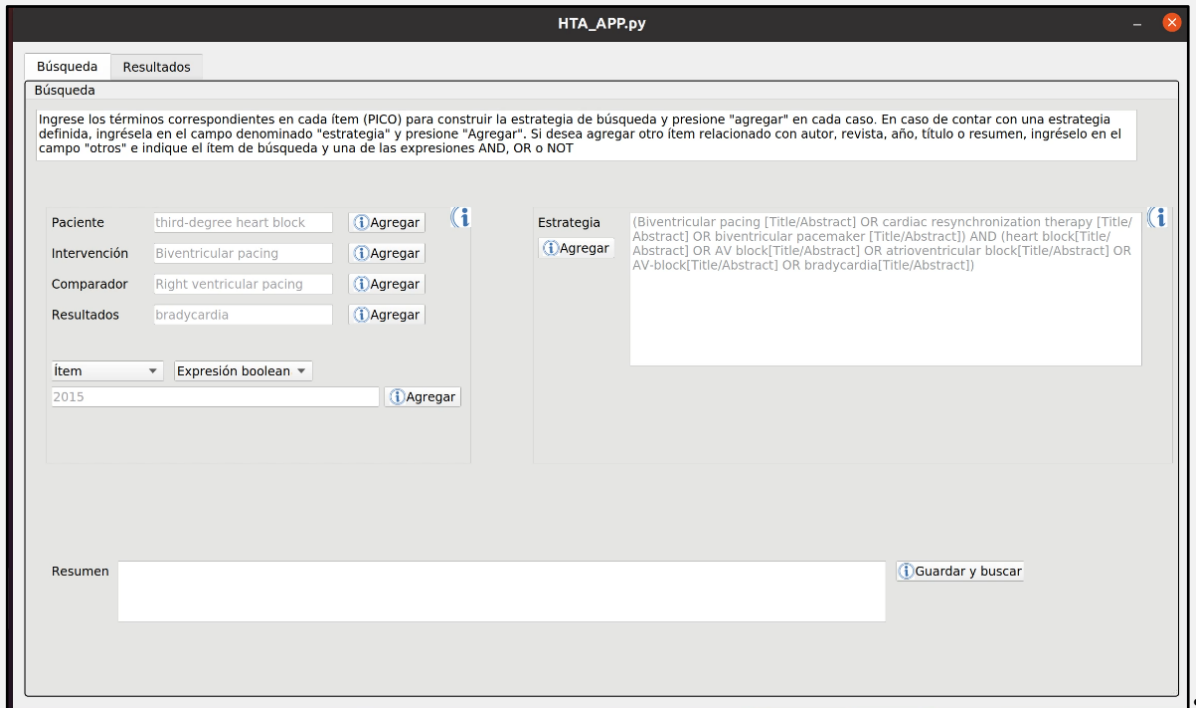 HTA_APP.py
Búsqueda Resultados
Búsqueda
Ingrese los términos correspondientes en cada ítem (PICO) para construir la estrategia de búsqueda y presione "agregar" en cada caso. En caso de contar con una estrategia
definida, ingrésela en el campo denominado "estrategia" y presione "Agregar". Si desea agregar otro ítem relacionado con autor, revista, año, título o resumen, ingréselo en el
campo "otros" e indique el ítem de búsqueda y una de las expresiones AND, OR o NOT
Paciente third-degree heart block Agregar
Intervención Biventricular pacing Agregar
Comparador Right ventricular pacing Agregar
Resultados bradycardia Agregar
Ítem Expresión boolean
2015 Agregar
Estrategia
Agregar
(Biventricular pacing [Title/Abstract] OR cardiac resynchronization therapy [Title/
Abstract] OR biventricular pacemaker [Title/Abstract]) AND (heart block[Title/
Abstract] OR AV block[Title/Abstract] OR atrioventricular block[Title/Abstract] OR
AV-block[Title/Abstract] OR bradycardia[Title/Abstract])
Resumen Guardar y buscar